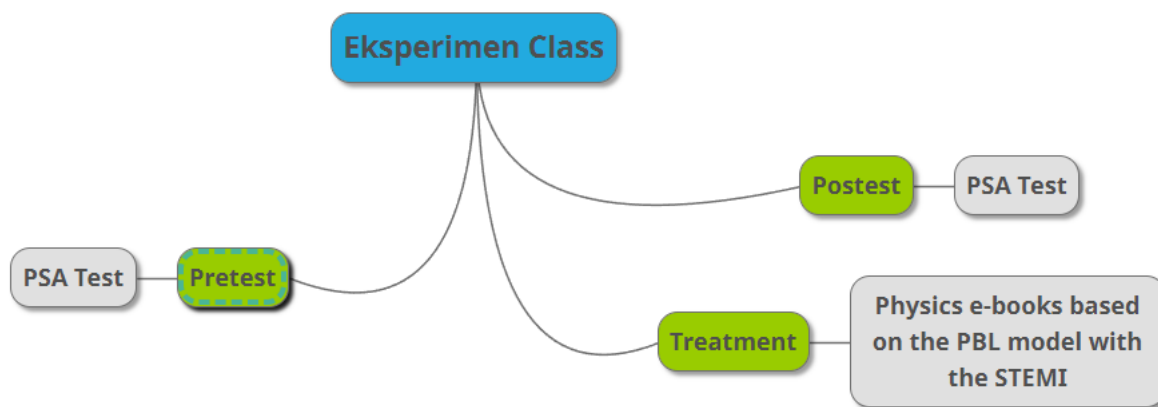 Eksperimen Class
Postest
PSA Test
PSA Test
Pretest
Treatment
Physics e-books based
on the PBL model with
the STEMI